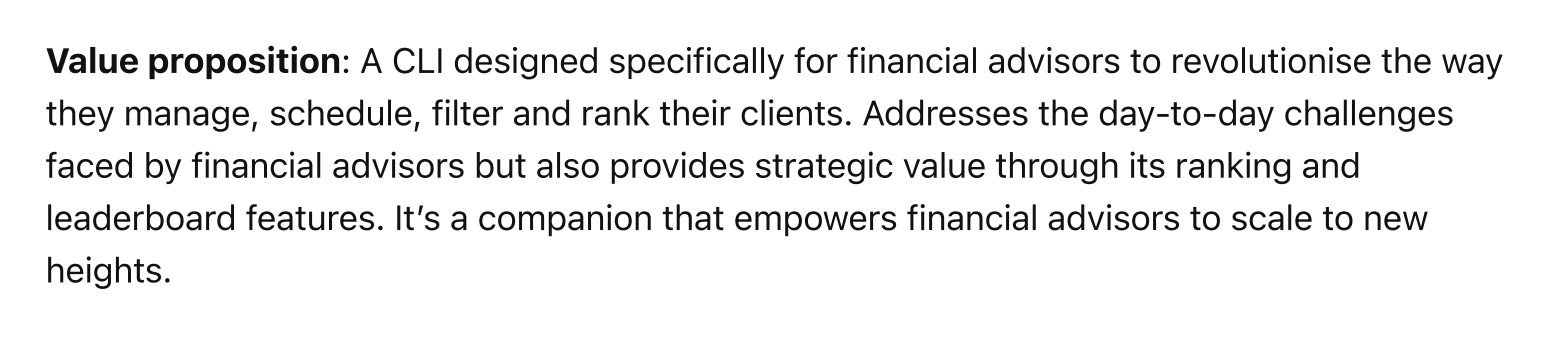 Value proposition: A CLI designed specifically for financial advisors to revolutionise the way
they manage, schedule, filter and rank their clients. Addresses the day-to-day challenges
faced by financial advisors but also provides strategic value through its ranking and
leaderboard features. It’s a companion that empowers financial advisors to scale to new
heights.